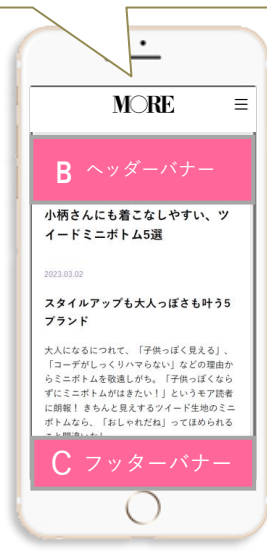 MORE
B ヘッダーバナー
小柄さんにも着こなしやすい、ツ
イードミニボトム5選
2023.03.02
スタイルアップも大人っぽさも叶う5
ブランド
大人になるにつれて、「子供っぽく見える」、
「コーデがしっくりハマらない」などの理由か
らミニボトムを敬遠しがち。「子供っぽくなら
ずにミニボトムがはきたい！」というモア読者
に朗報！ きちんと見えするツイード生地のミニ
ボトムなら、「おしゃれだね」ってほめられる
C フッターバナー